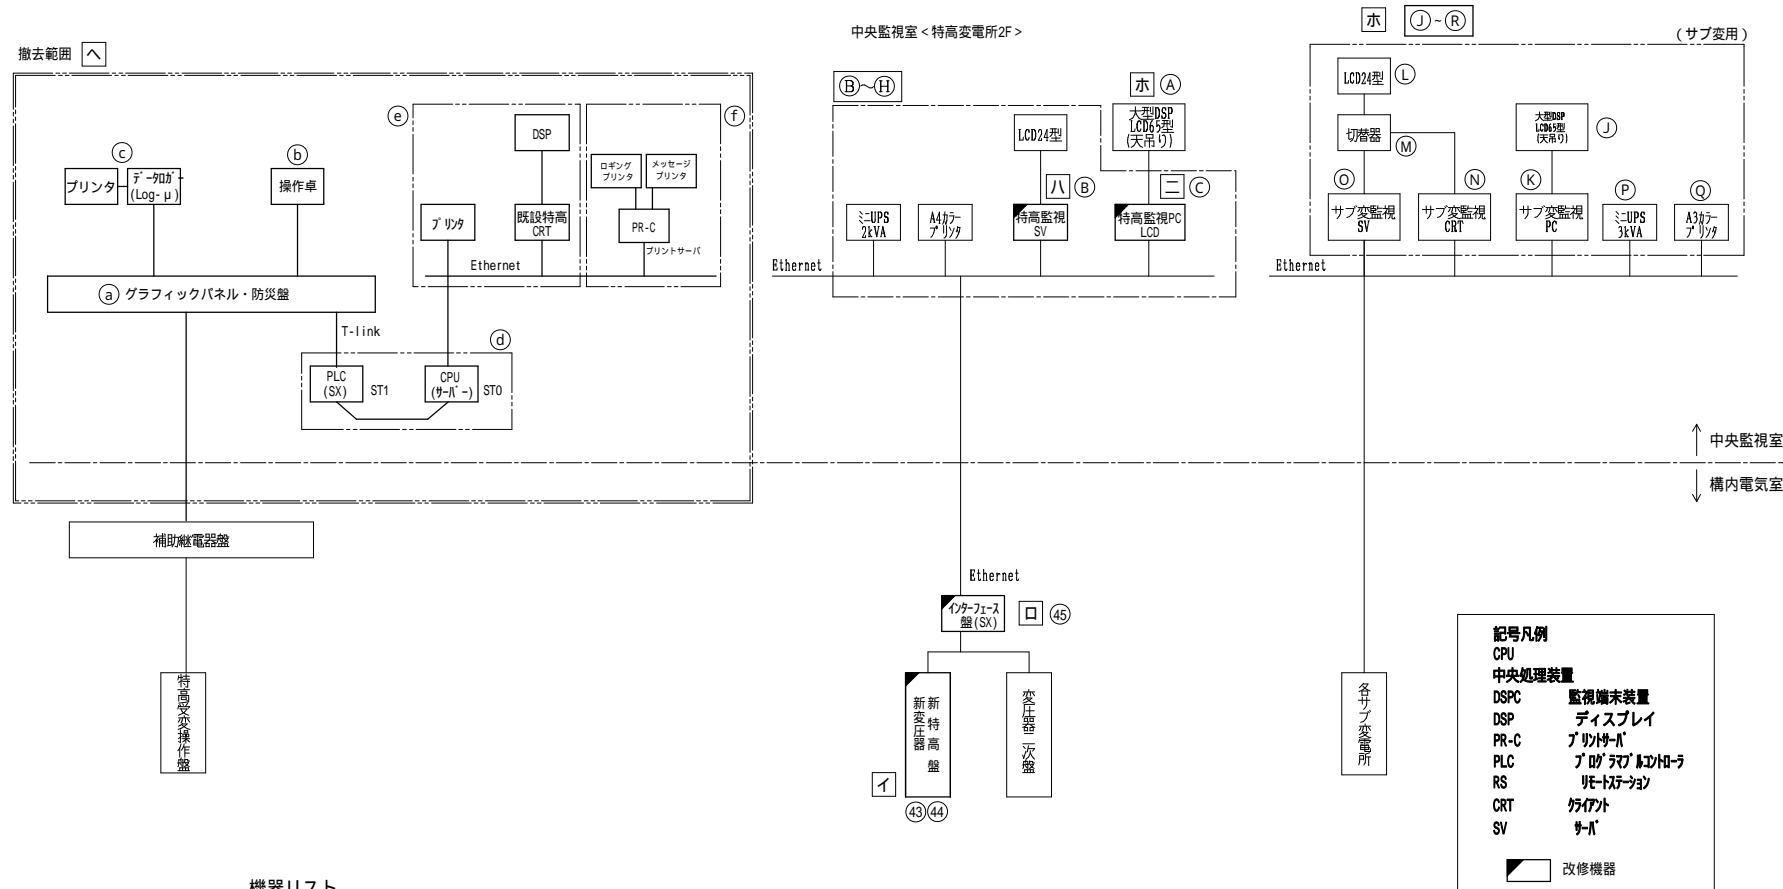 撤去範囲 ヘ
ⓒ
プリンタ
データロガー
(Log-μ)
ⓑ
操作卓
ⓐ グラフィックパネル・防災盤
T-link
ⓔ
DSP
プリンタ
既設特高
CRT
Ethernet
ⓕ
ロギング
プリンタ
メッセージ
プリンタ
PR-C
プリントサーバ
ⓓ
PLC
(SX)
ST1
CPU
(サーバー)
ST0
補助継電器盤
特高受変操作盤
中央監視室<特高変電所2F>
Ⓑ~Ⓗ
ホ Ⓐ
大型DSP
LCD65型
(天吊り)
LCD24型
ハ Ⓑ
ニ Ⓒ
ミニUPS
2kVA
A4カラー
プリンタ
特高監視
SV
特高監視PC
LCD
Ethernet
Ethernet
インターフェース
盤(SX)
ロ ㊺
新特高盤
新変圧器
変圧器二次盤
イ
㊸㊹
ホ Ⓙ~Ⓡ
(サブ変用)
LCD24型 Ⓛ
切替器
Ⓜ
大型DSP
LCD65型
(天吊り)
Ⓙ
Ⓞ
サブ変監視
SV
Ⓝ
サブ変監視
CRT
Ⓚ
サブ変監視
PC
Ⓟ
ミニUPS
3kVA
Ⓠ
A3カラー
プリンタ
Ethernet
中央監視室
構内電気室
各サブ変電所
記号凡例
CPU
中央処理装置
DSPC 監視端末装置
DSP ディスプレイ
PR-C プリントサーバ
PLC プログラマブルコントローラ
RS リモートステーション
CRT クライアント
SV サーバ
改修機器
機器リスト